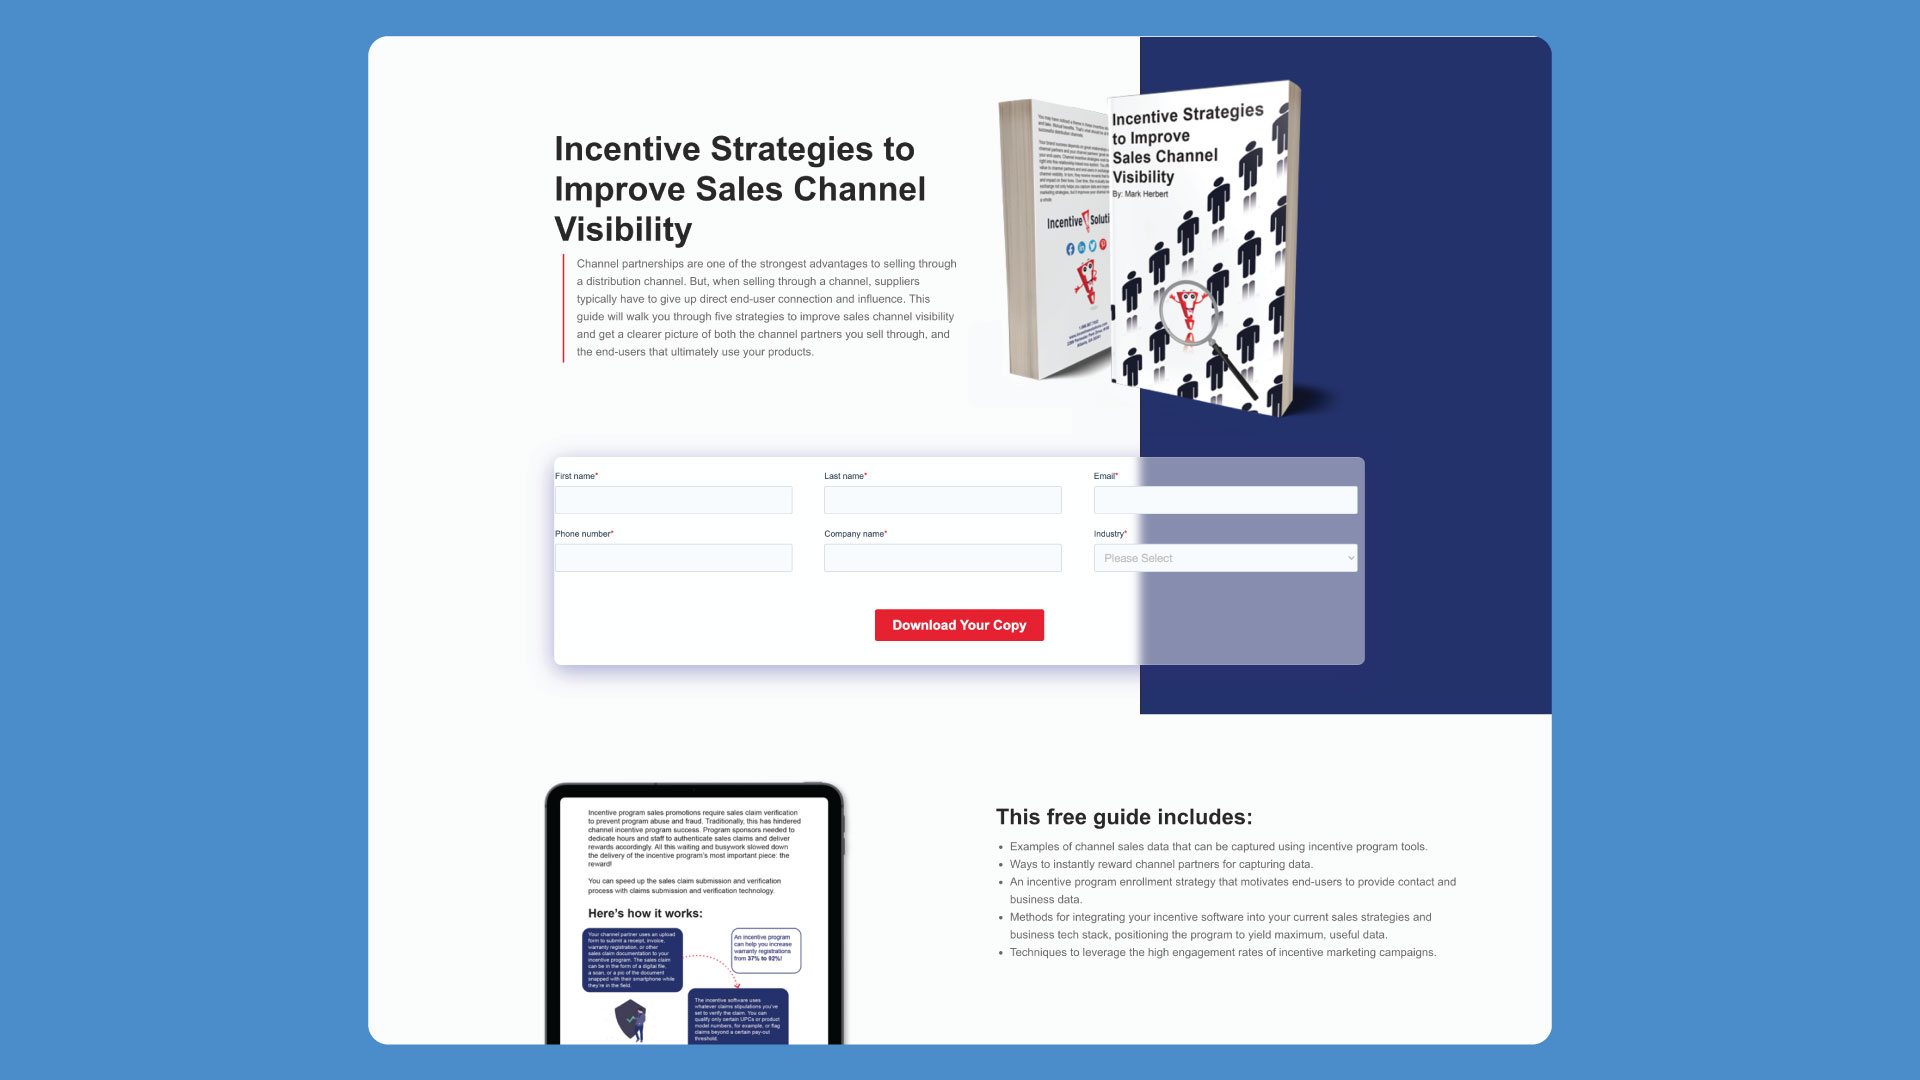 Incentive Strategies to
Improve Sales Channel
Visibility
Channel partnerships are one of the strongest advantages to selling through
a distribution channel. But, when selling through a channel, suppliers
typically have to give up direct end-user connection and influence. This
guide will walk you through five strategies to improve sales channel visibility
and get a clearer picture of both the channel partners you sell through, and
the end-users that ultimately use your products.
Incentive Soluti
Incentive Strategies
to Improve
Sales Channel
Visibility
By: Mark Herbert
First name*
Last name*
Email*
Phone number*
Company name*
Industry*
Please Select
Download Your Copy
Incentive program sales promotions require sales claim verification
to prevent program abuse and fraud. Traditionally, this has hindered
channel incentive program success. Program sponsors needed to
dedicate hours and staff to authenticate sales claims and deliver
rewards accordingly. All this waiting and busywork slowed down
the delivery of the incentive program's most important piece: the
reward!
You can speed up the sales claim submission and verification
process with claims submission and verification technology.
Here's how it works:
Your channel partner uses an upload
form to submit a receipt, invoice,
warranty registration, or other
sales claim documentation to your
incentive program. The sales claim
can be in the form of a digital file,
a scan, or a pic of the document
snapped with their smartphone while
they're in the field.
An incentive program
can help you increase
warranty registrations
from 37% to 92%!
The incentive software uses
whatever claims stipulations you've
set to verify the claim. You can
qualify only certain UPCs or product
model numbers, for example, or flag
claims beyond a certain pay-out
threshold.
This free guide includes:
• Examples of channel sales data that can be captured using incentive program tools.
• Ways to instantly reward channel partners for capturing data.
• An incentive program enrollment strategy that motivates end-users to provide contact and
business data.
• Methods for integrating your incentive software into your current sales strategies and
business tech stack, positioning the program to yield maximum, useful data.
• Techniques to leverage the high engagement rates of incentive marketing campaigns.